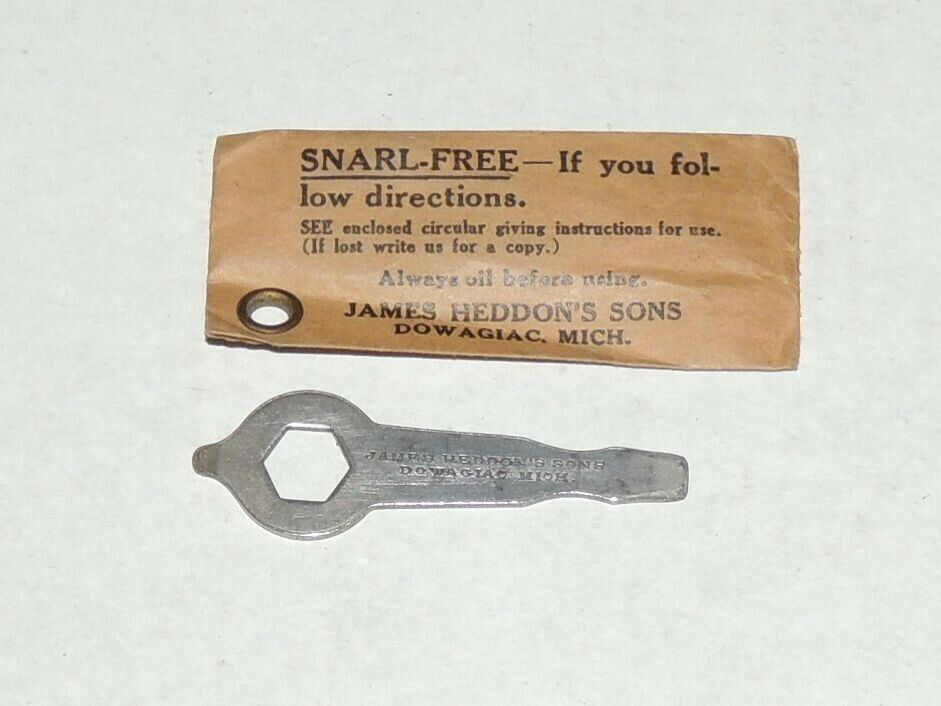 SNARL-FREE—If you fol-
low directions.
SEE enclosed circular giving instructions for use.
(If lost write us for a copy.)
Always oil before using.
JAMES HEDDON'S SONS
DOWAGIAC, MICH.
JAMES HEDDON'S SONS
DOWAGIAC, MICH.